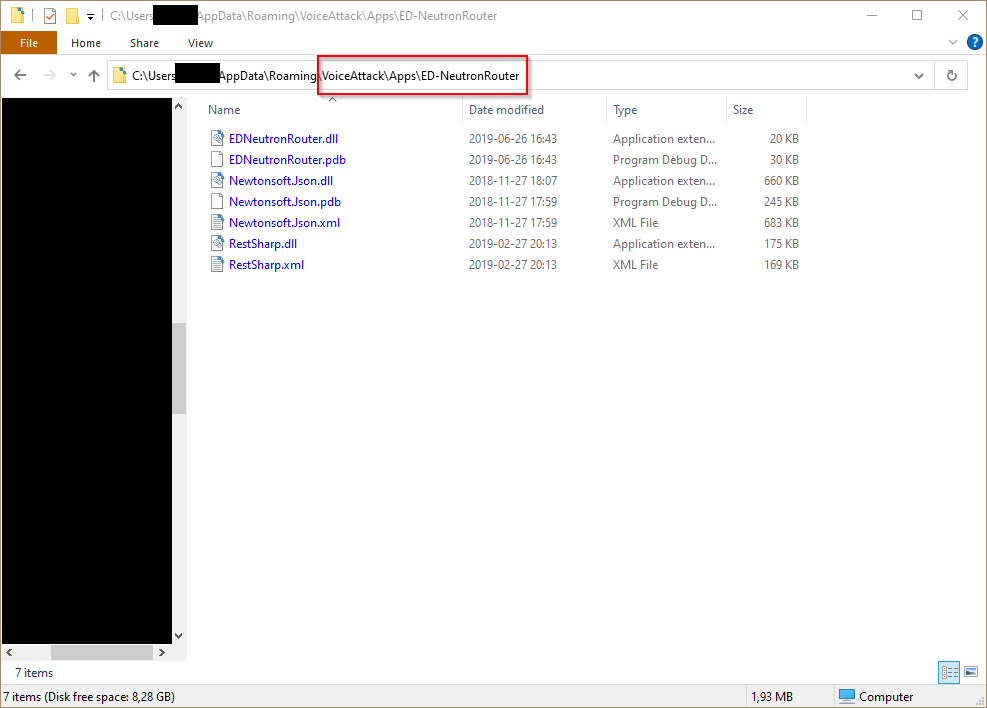 C:\Users AppData\Roaming\VoiceAttack\Apps\ED-NeutronRouter
File Home Share View
C:\Users AppData\Roaming\VoiceAttack\Apps\ED-NeutronRouter
Name Date modified Type Size
EDNeutronRouter.dll 2019-06-26 16:43 Application exten... 20 KB
EDNeutronRouter.pdb 2019-06-26 16:43 Program Debug D... 30 KB
Newtonsoft.Json.dll 2018-11-27 18:07 Application exten... 660 KB
Newtonsoft.Json.pdb 2018-11-27 17:59 Program Debug D... 245 KB
Newtonsoft.Json.xml 2018-11-27 17:59 XML File 683 KB
RestSharp.dll 2019-02-27 20:13 Application exten... 175 KB
RestSharp.xml 2019-02-27 20:13 XML File 169 KB
7 items
7 items (Disk free space: 8,28 GB) 1,93 MB Computer